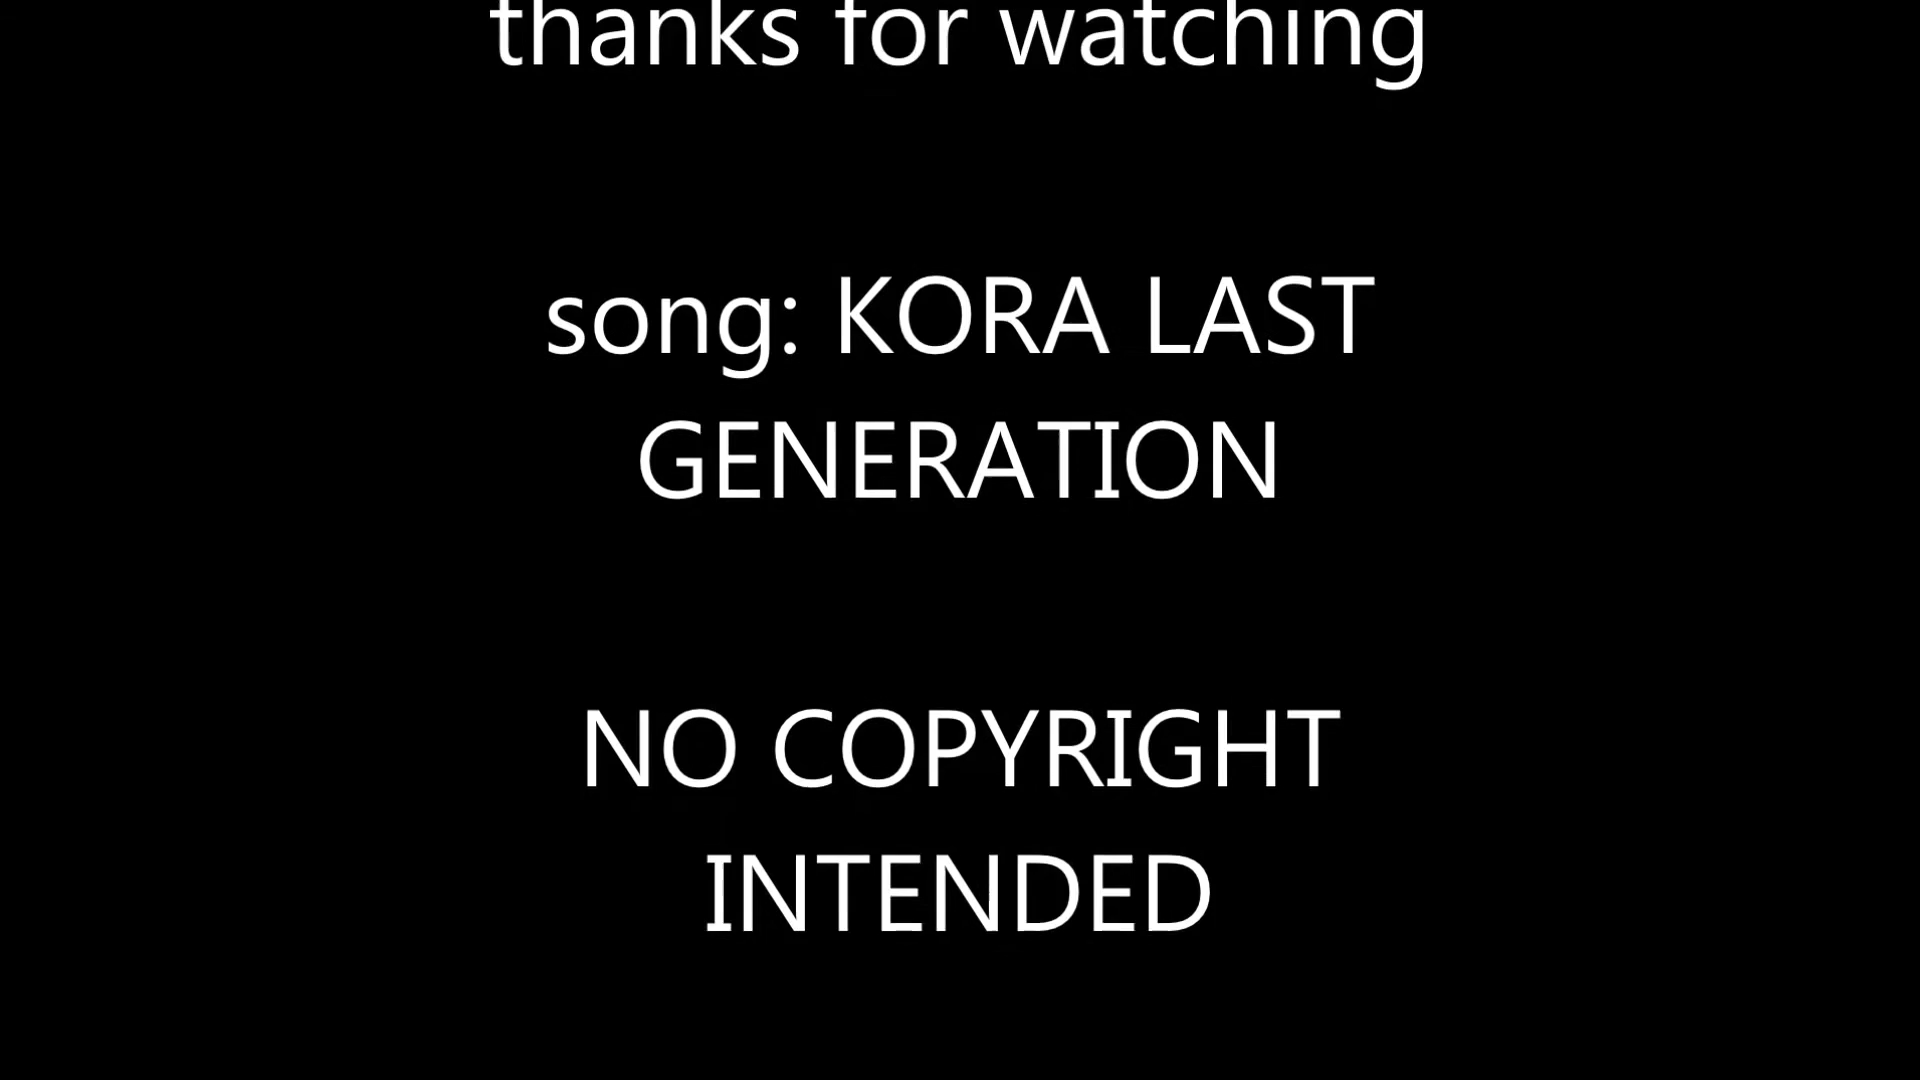 thanks for watching
song: KORA LAST
GENERATION
NO COPYRIGHT
INTENDED